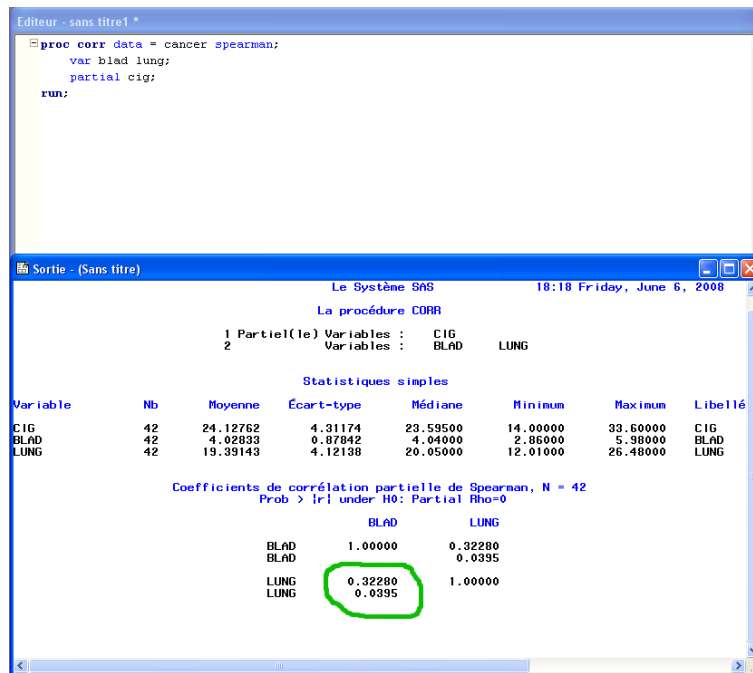 Editeur - sans titre1 *
proc corr data = cancer spearman;
var blad lung;
partial cig;
run;
Sortie - (Sans titre)
Le Système SAS 18:18 Friday, June 6, 2008
La procédure CORR
1 Partiel(le) Variables : CIG
2 Variables : BLAD LUNG
Statistiques simples
Variable Nb Moyenne Écart-type Médiane Minimum Maximum Libellé
CIG 42 24.12762 4.31174 23.59500 14.00000 33.60000 CIG
BLAD 42 4.02833 0.87842 4.04000 2.86000 5.98000 BLAD
LUNG 42 19.39143 4.12138 20.05000 12.01000 26.48000 LUNG
Coefficients de corrélation partielle de Spearman, N = 42
Prob > |r| under H0: Partial Rho=0
BLAD LUNG
BLAD 1.00000 0.32280
BLAD 0.0395
LUNG 0.32280 1.00000
LUNG 0.0395